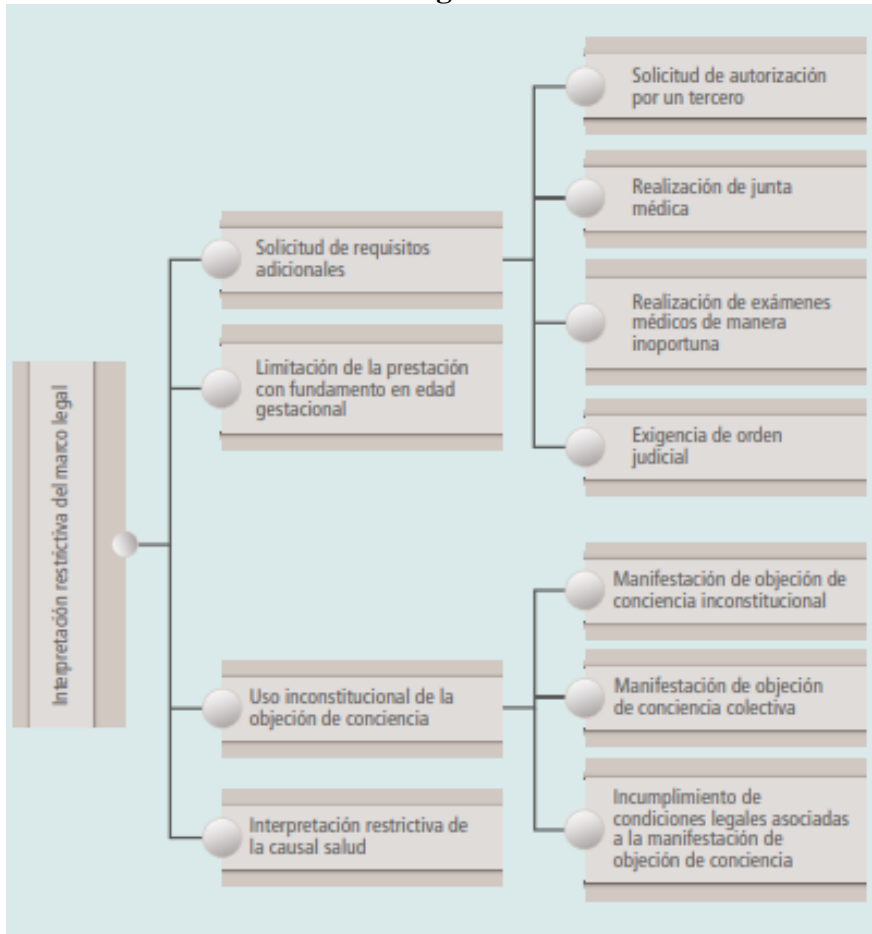 Interpretación restrictiva del marco legal
Solicitud de requisitos
adicionales
Solicitud de autorización
por un tercero
Realización de junta
médica
Realización de exámenes
médicos de manera
inoportuna
Exigencia de orden
judicial
Limitación de la prestación
con fundamento en edad
gestacional
Uso inconstitucional de la
objeción de conciencia
Manifestación de objeción de
conciencia inconstitucional
Manifestación de objeción
de conciencia colectiva
Incumplimiento de
condiciones legales asociadas
a la manifestación de
objeción de conciencia
Interpretación restrictiva de
la causal salud